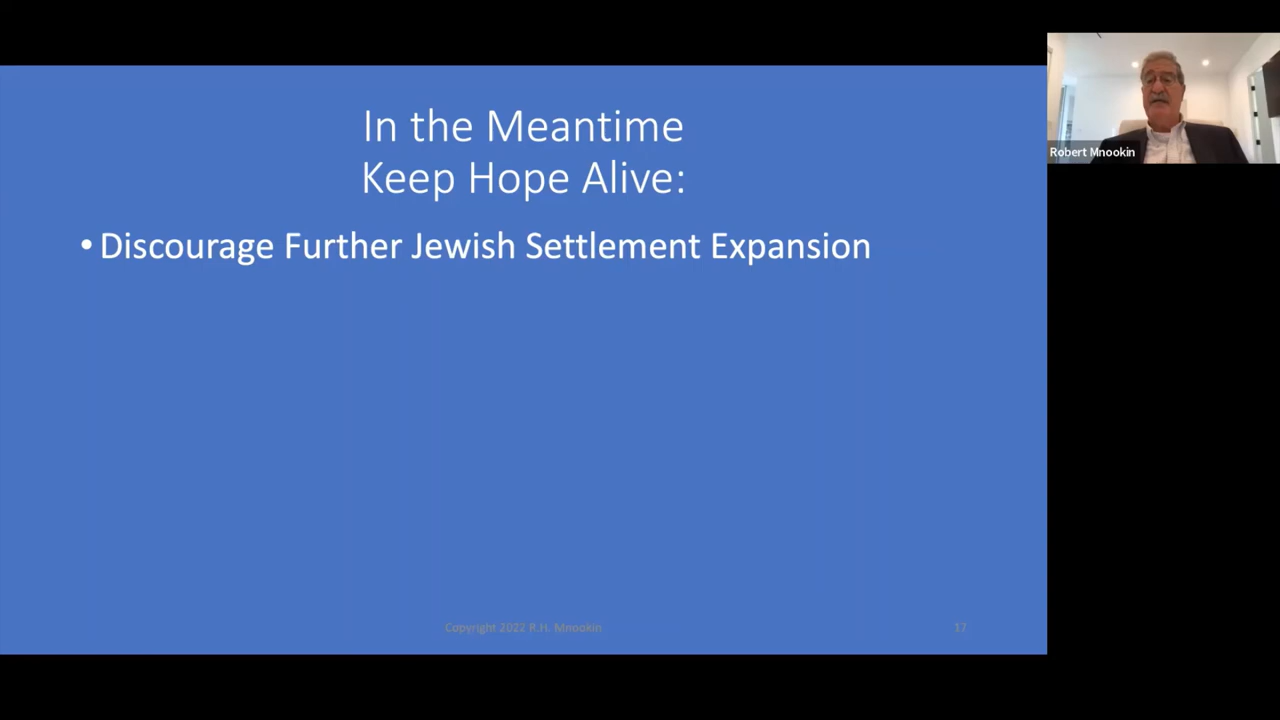 In the Meantime
Keep Hope Alive:
• Discourage Further Jewish Settlement Expansion
Copyright 2022 R.H. Mnookin
17
Robert Mnookin